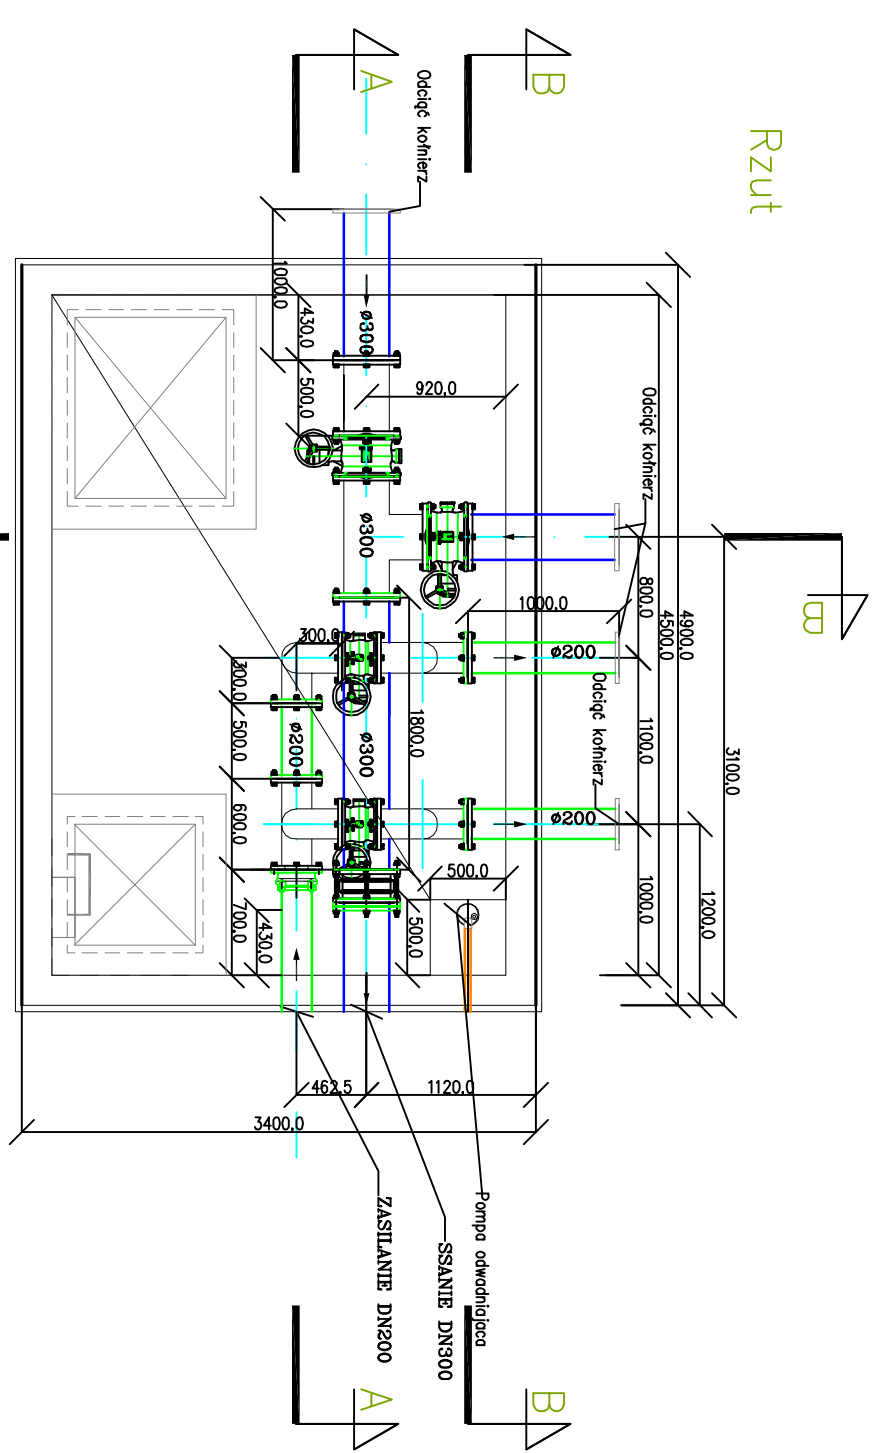 Rzut
A
B
Odciąć kołnierz
1000,0
430,0
500,0
ø300
920,0
Odciąć kołnierz
ø300
B
800,0
4900,0
4500,0
1000,0
300,0
ø200
Odciąć kołnierz
300,0
500,0
ø200
ø300
1800,0
1100,0
3100,0
600,0
ø200
500,0
700,0
430,0
500,0
1000,0
1200,0
462,5
1120,0
3400,0
Pompa odwadniajaca
ZASILANIE DN200
SSANIE DN300
A
B